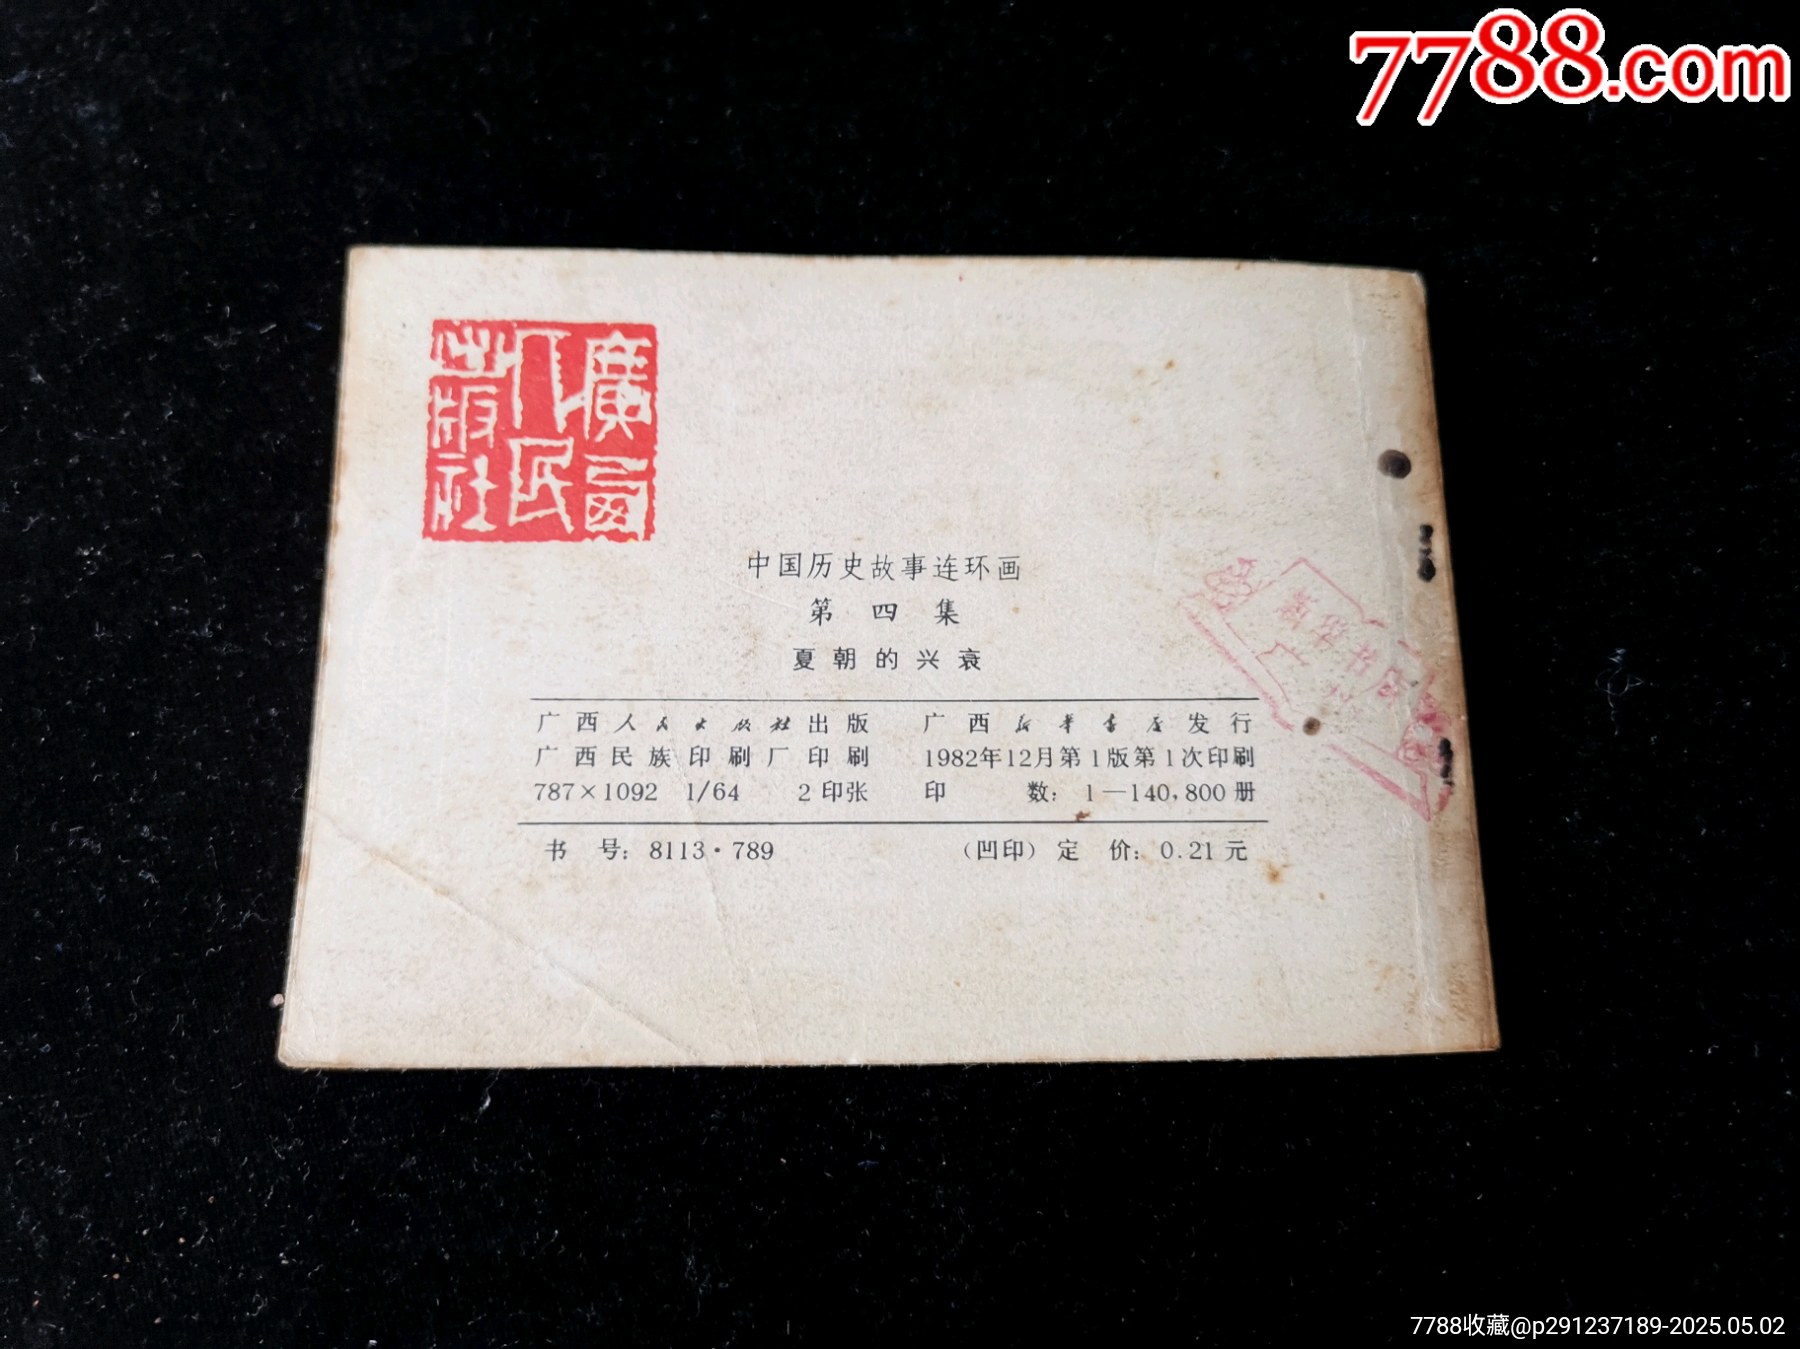 7788.com
廣西
人民
出版社
中国历史故事连环画
第四集
夏朝的兴衰
广西人民出版社出版 广西新华书店发行
广西民族印刷厂印刷 1982年12月第1版第1次印刷
787×1092 1/64 2印张 印 数：1—140,800册
书 号：8113·789 （凹印）定 价：0.21元
新华书店
广
7788收藏@p291237189-2025.05.02